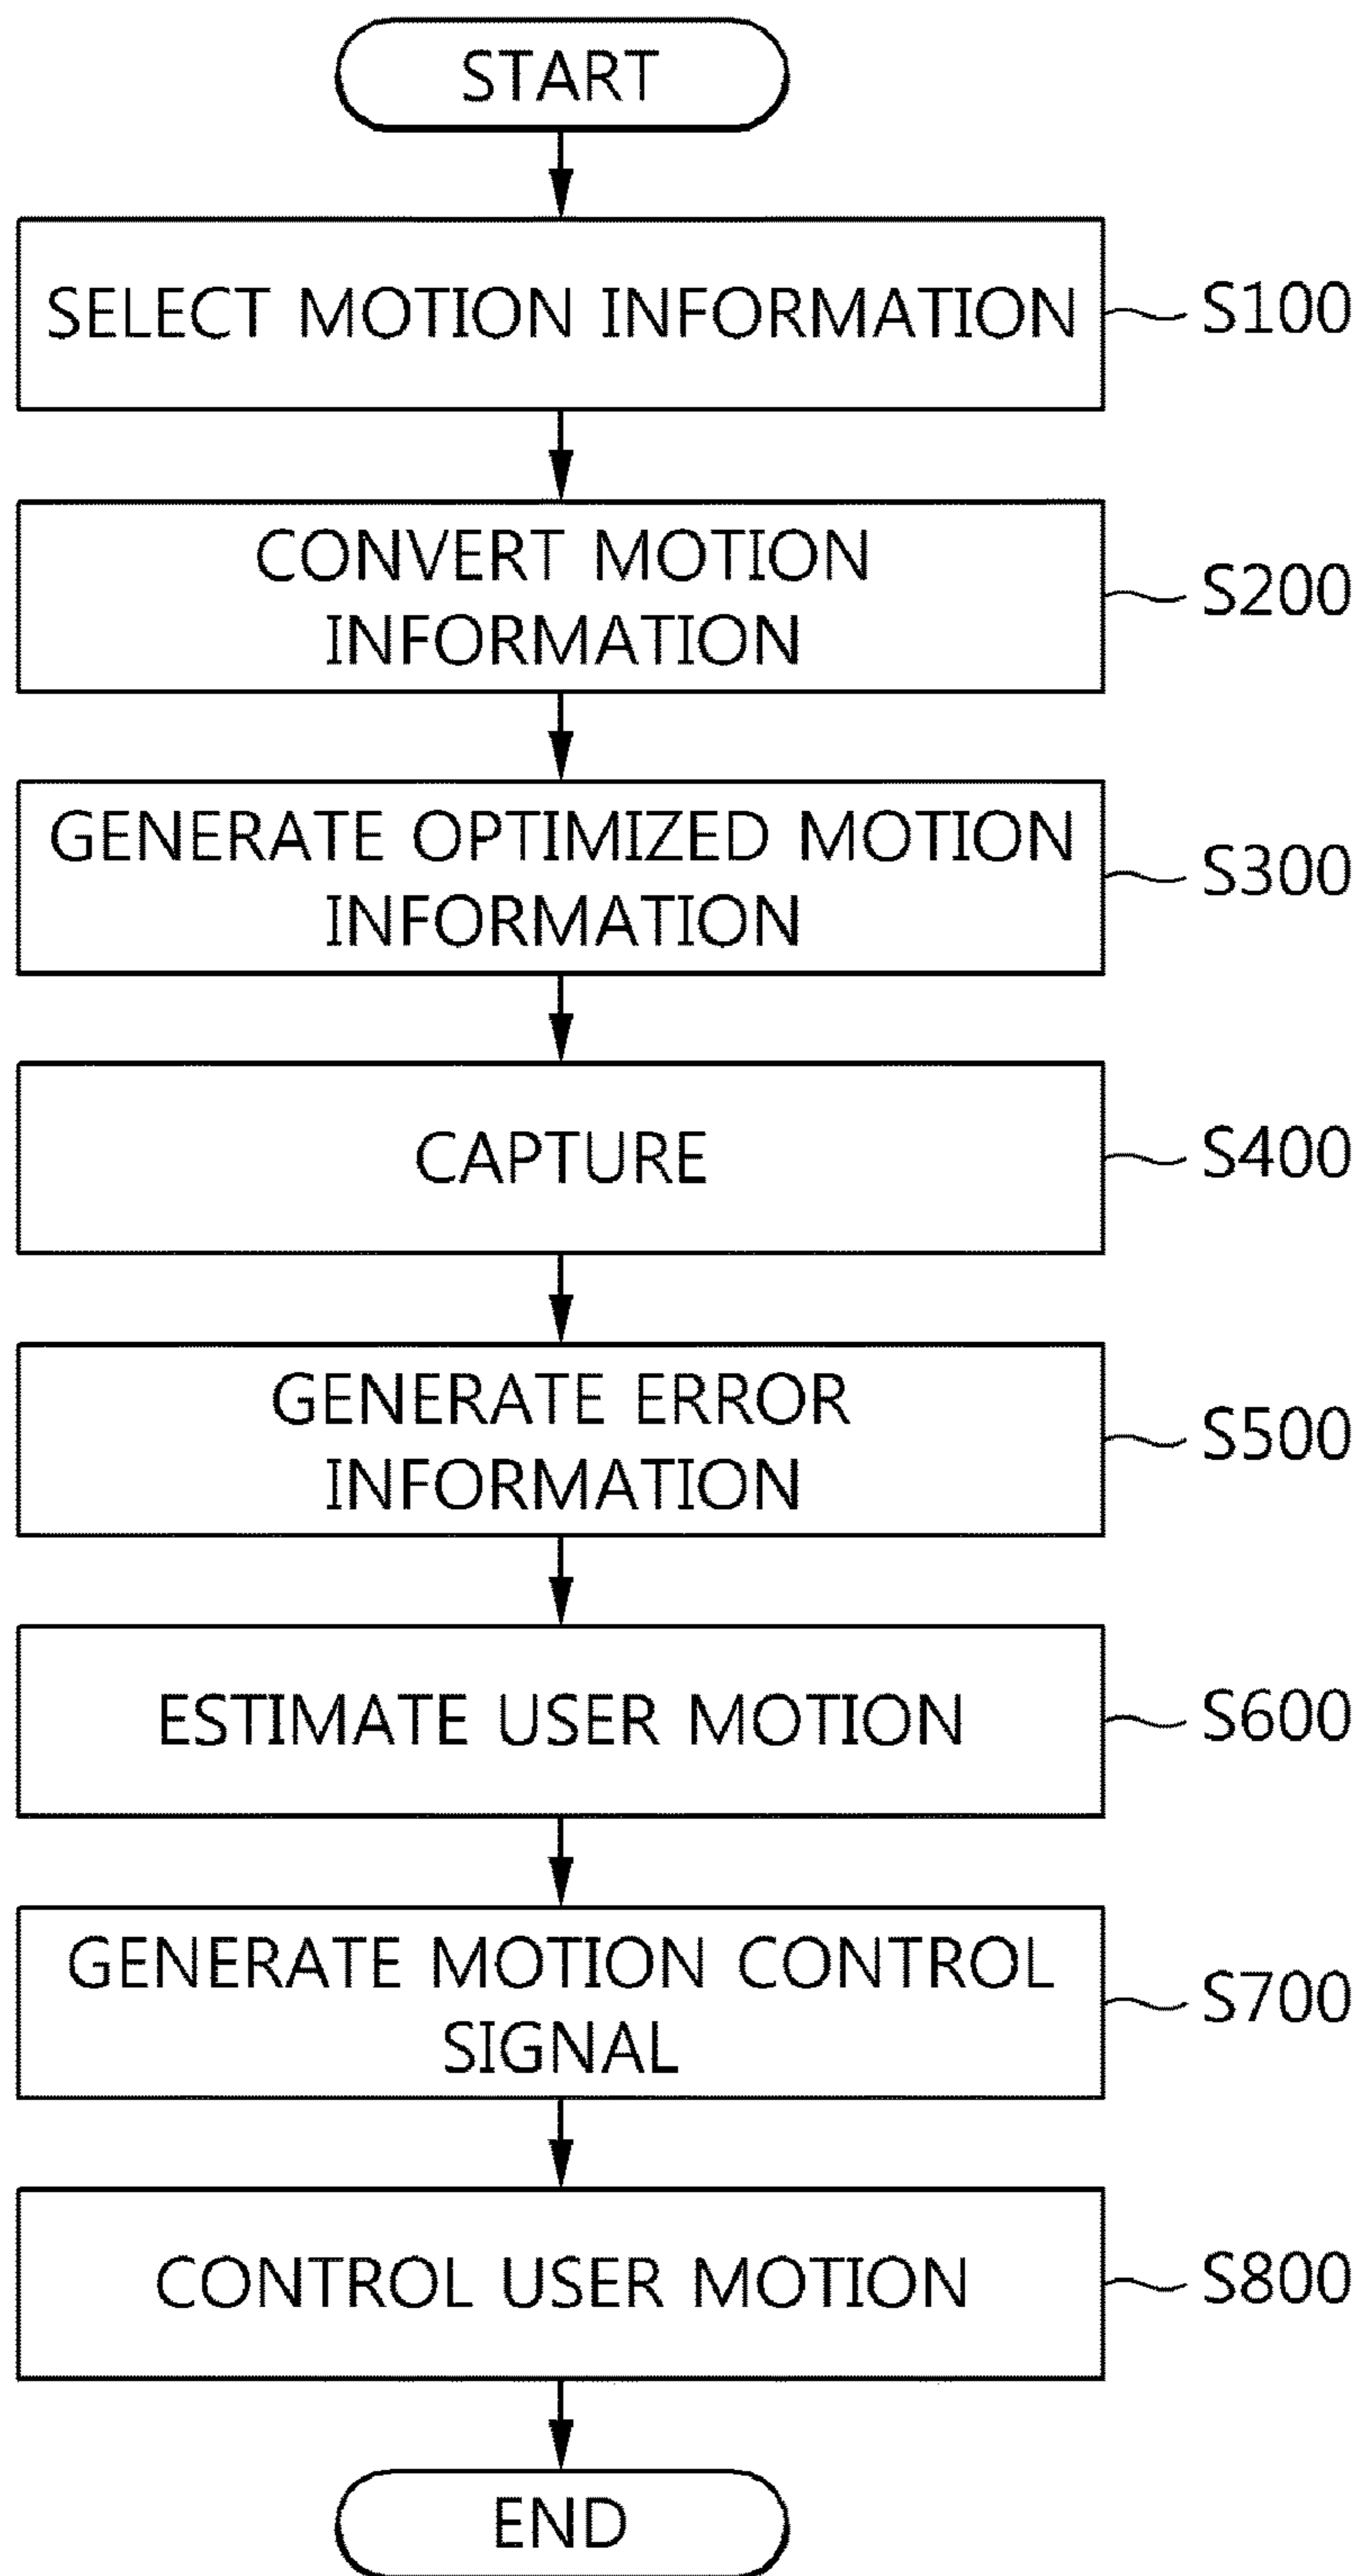 START
SELECT MOTION INFORMATION
S100
CONVERT MOTION
INFORMATION
S200
GENERATE OPTIMIZED MOTION
INFORMATION
S300
CAPTURE
S400
GENERATE ERROR
INFORMATION
S500
ESTIMATE USER MOTION
S600
GENERATE MOTION CONTROL
SIGNAL
S700
CONTROL USER MOTION
S800
END